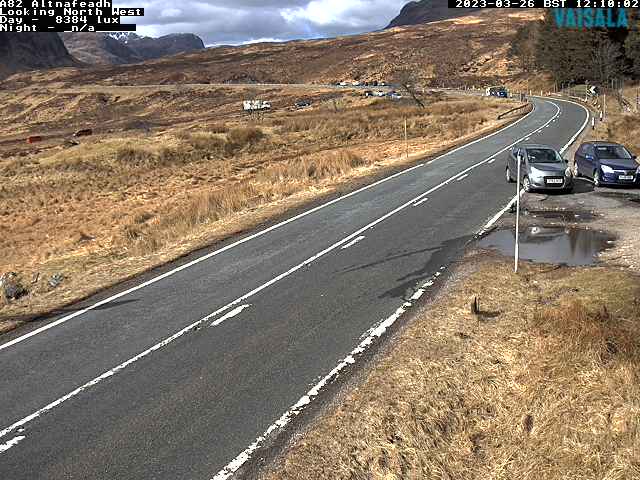 A82 Altnafeadh
Looking North West
Day - 8384 lux
Night - n/a
2023-03-26 BST 12:10:02
VAISALA